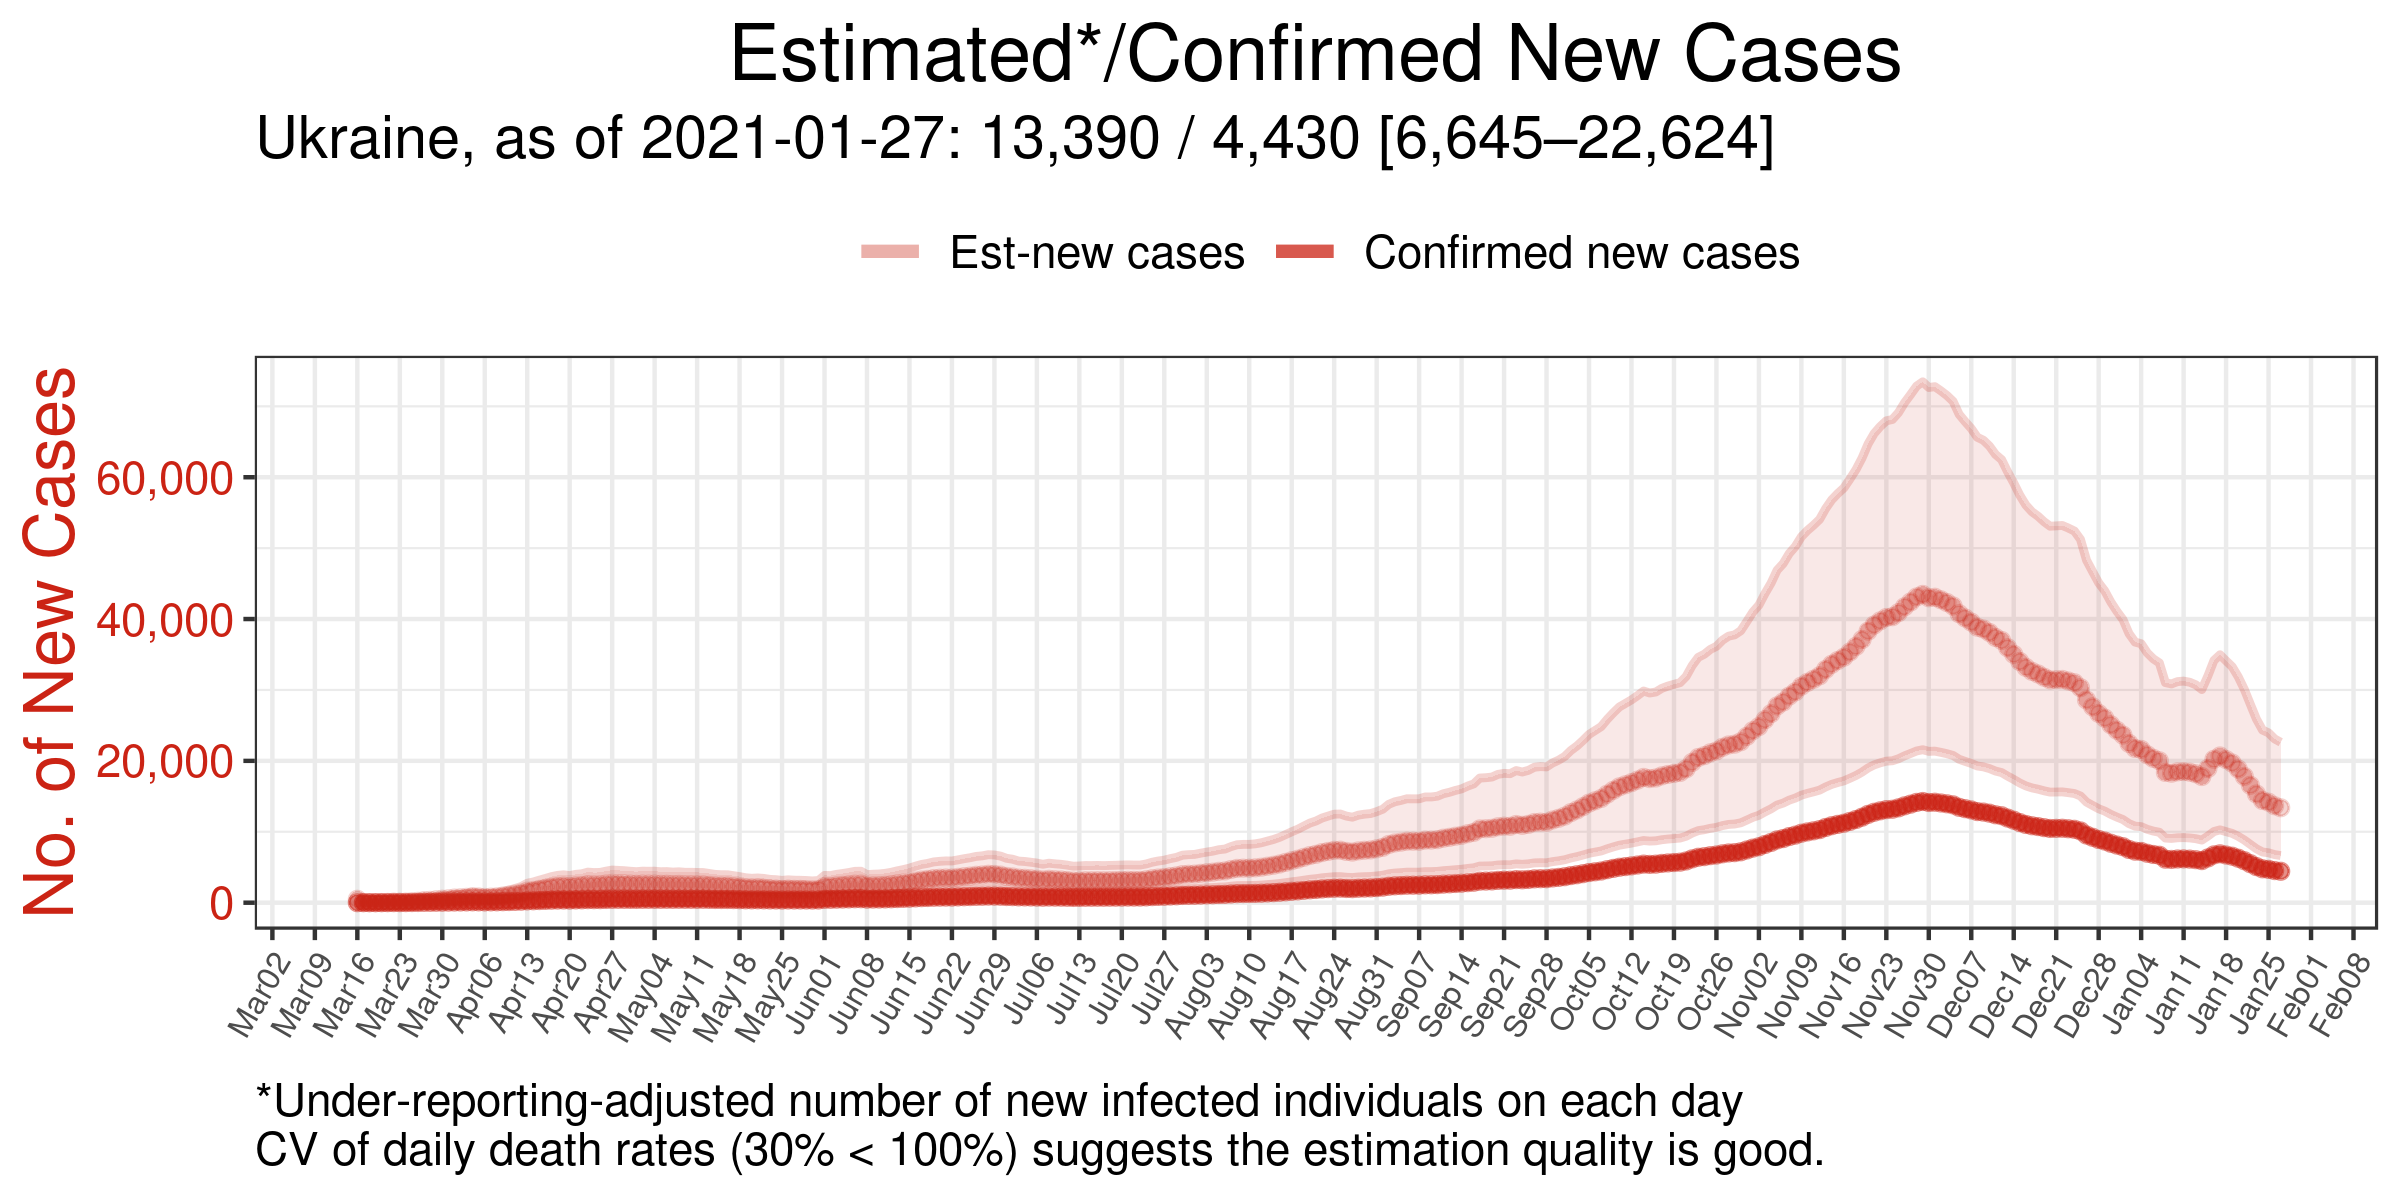 Estimated*/Confirmed New Cases
Ukraine, as of 2021-01-27: 13,390 / 4,430 [6,645–22,624]
Est-new cases Confirmed new cases
No. of New Cases
60,000
40,000
20,000
0
Mar02 Mar09 Mar16 Mar23 Mar30 Apr06 Apr13 Apr20 Apr27 May04 May11 May18 May25 Jun01 Jun08 Jun15 Jun22 Jun29 Jul06 Jul13 Jul20 Jul27 Aug03 Aug10 Aug17 Aug24 Aug31 Sep07 Sep14 Sep21 Sep28 Oct05 Oct12 Oct19 Oct26 Nov02 Nov09 Nov16 Nov23 Nov30 Dec07 Dec14 Dec21 Dec28 Jan04 Jan11 Jan18 Jan25 Feb01 Feb08
*Under-reporting-adjusted number of new infected individuals on each day
CV of daily death rates (30% < 100%) suggests the estimation quality is good.